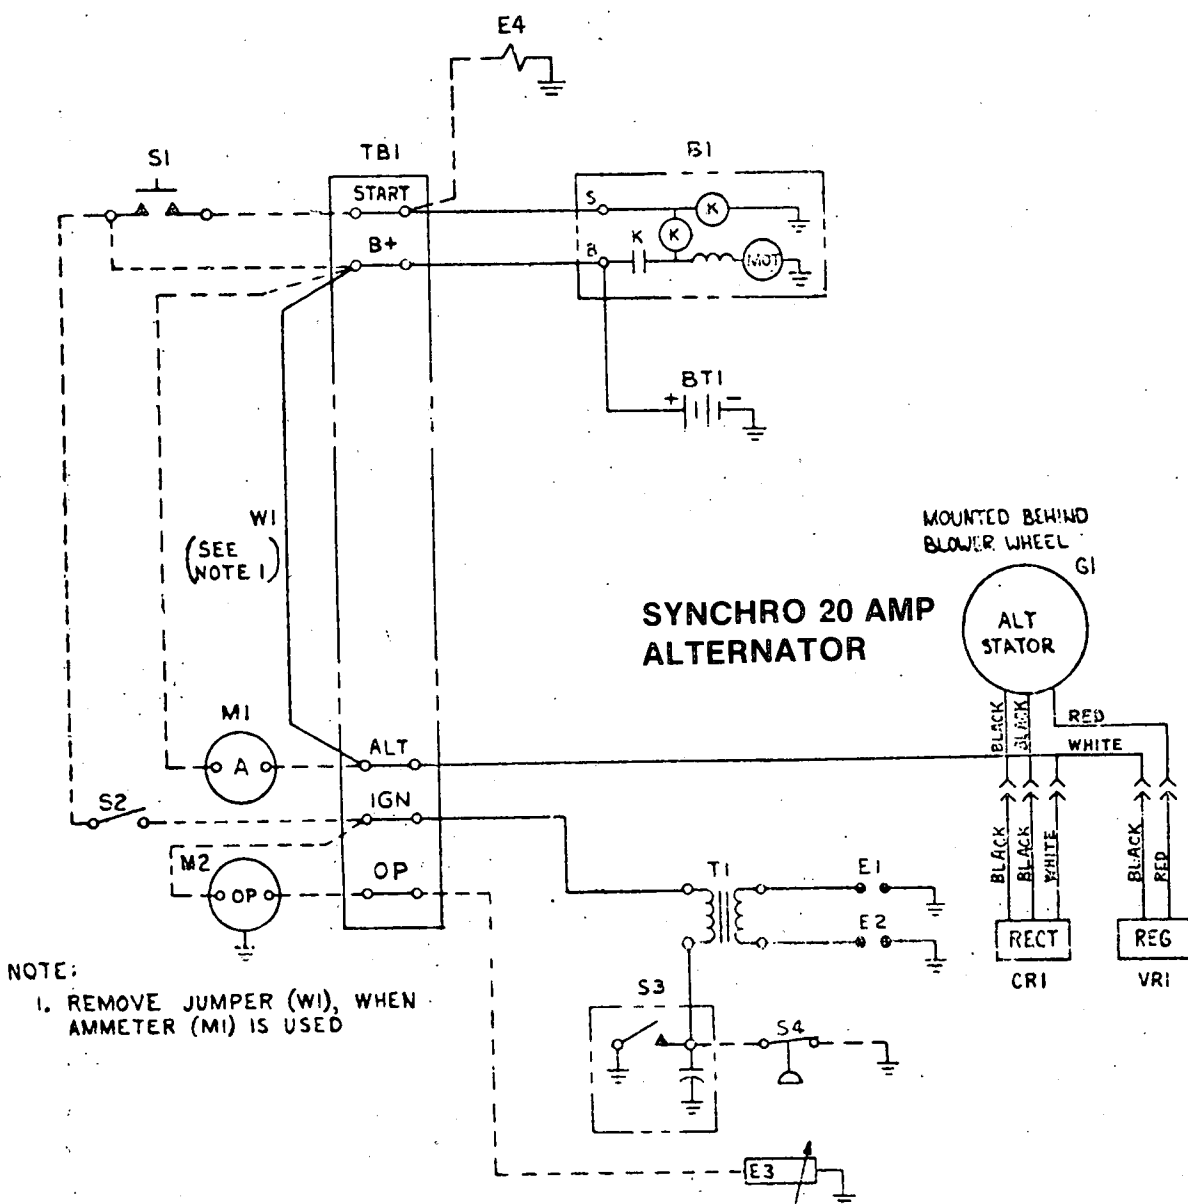 E4
S1
TB1
B1
START
S
K
K
B+
B
K
MOT
BT1
+ -
W1
(SEE
NOTE 1)
MOUNTED BEHIND
BLOWER WHEEL
G1
SYNCHRO 20 AMP
ALTERNATOR
ALT
STATOR
M1
A
ALT
BLACK
BLACK
RED
WHITE
S2
IGN
M2
OP
OP
T1
E1
E2
BLACK
BLACK
WHITE
BLACK
RED
RECT
REG
CR1
VR1
NOTE:
1. REMOVE JUMPER (W1), WHEN
AMMETER (M1) IS USED
S3
S4
E3